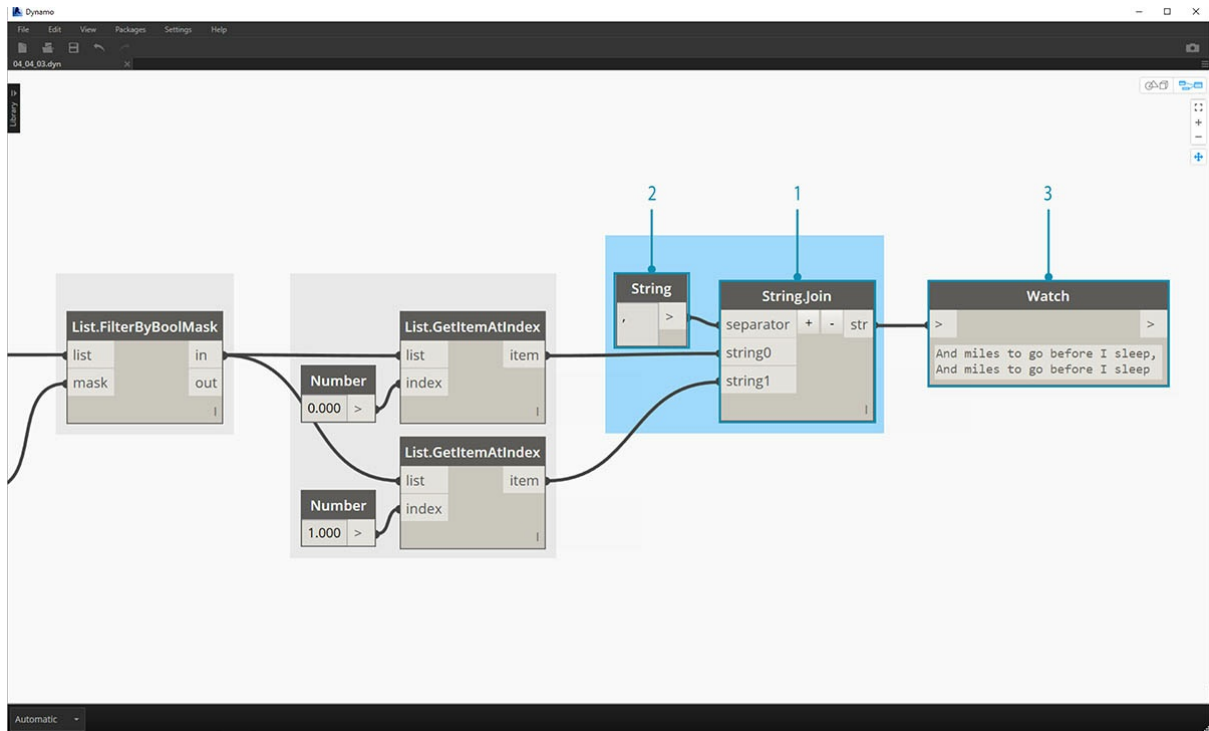 Dynamo
File Edit View Packages Settings Help
04_04_03.dyn
Library
2 1 3
String
, >
String.Join
separator + - str
string0
string1
Watch
> >
And miles to go before I sleep,
And miles to go before I sleep
List.FilterByBoolMask
list in
mask out
List.GetItemAtIndex
list item
index
Number
0.000 >
List.GetItemAtIndex
list item
index
Number
1.000 >
Automatic